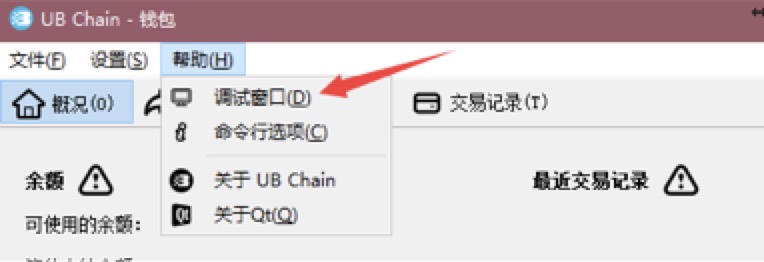 UB Chain - 钱包
文件(F) 设置(S) 帮助(H)
概况(O) 调试窗口(D) 交易记录(T)
命令行选项(C)
关于 UB Chain
关于Qt(Q)
余额 最近交易记录
可使用的余额: